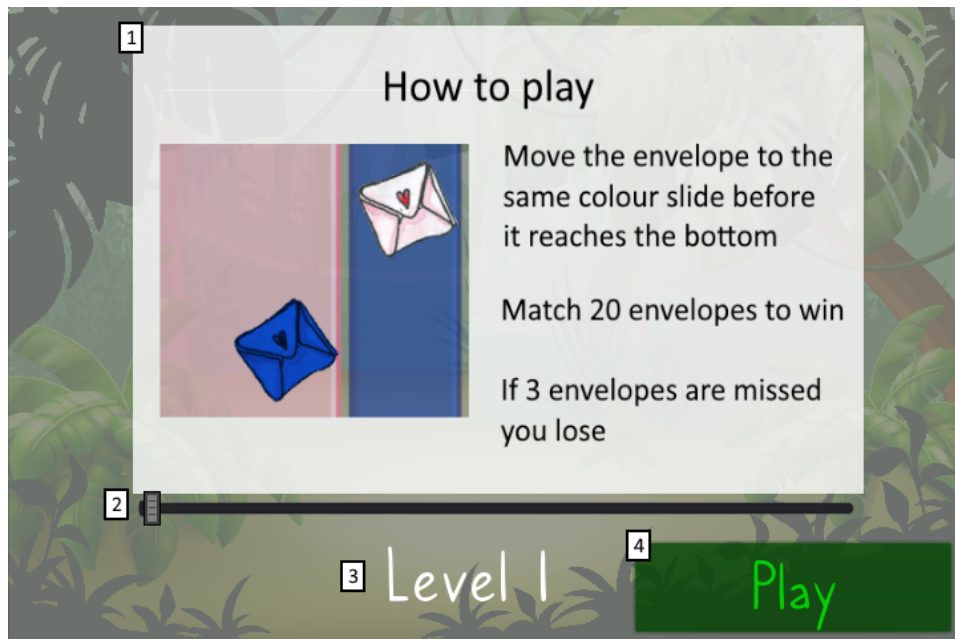 1
How to play
Move the envelope to the
same colour slide before
it reaches the bottom
Match 20 envelopes to win
If 3 envelopes are missed
you lose
2
3
Level 1
4
Play